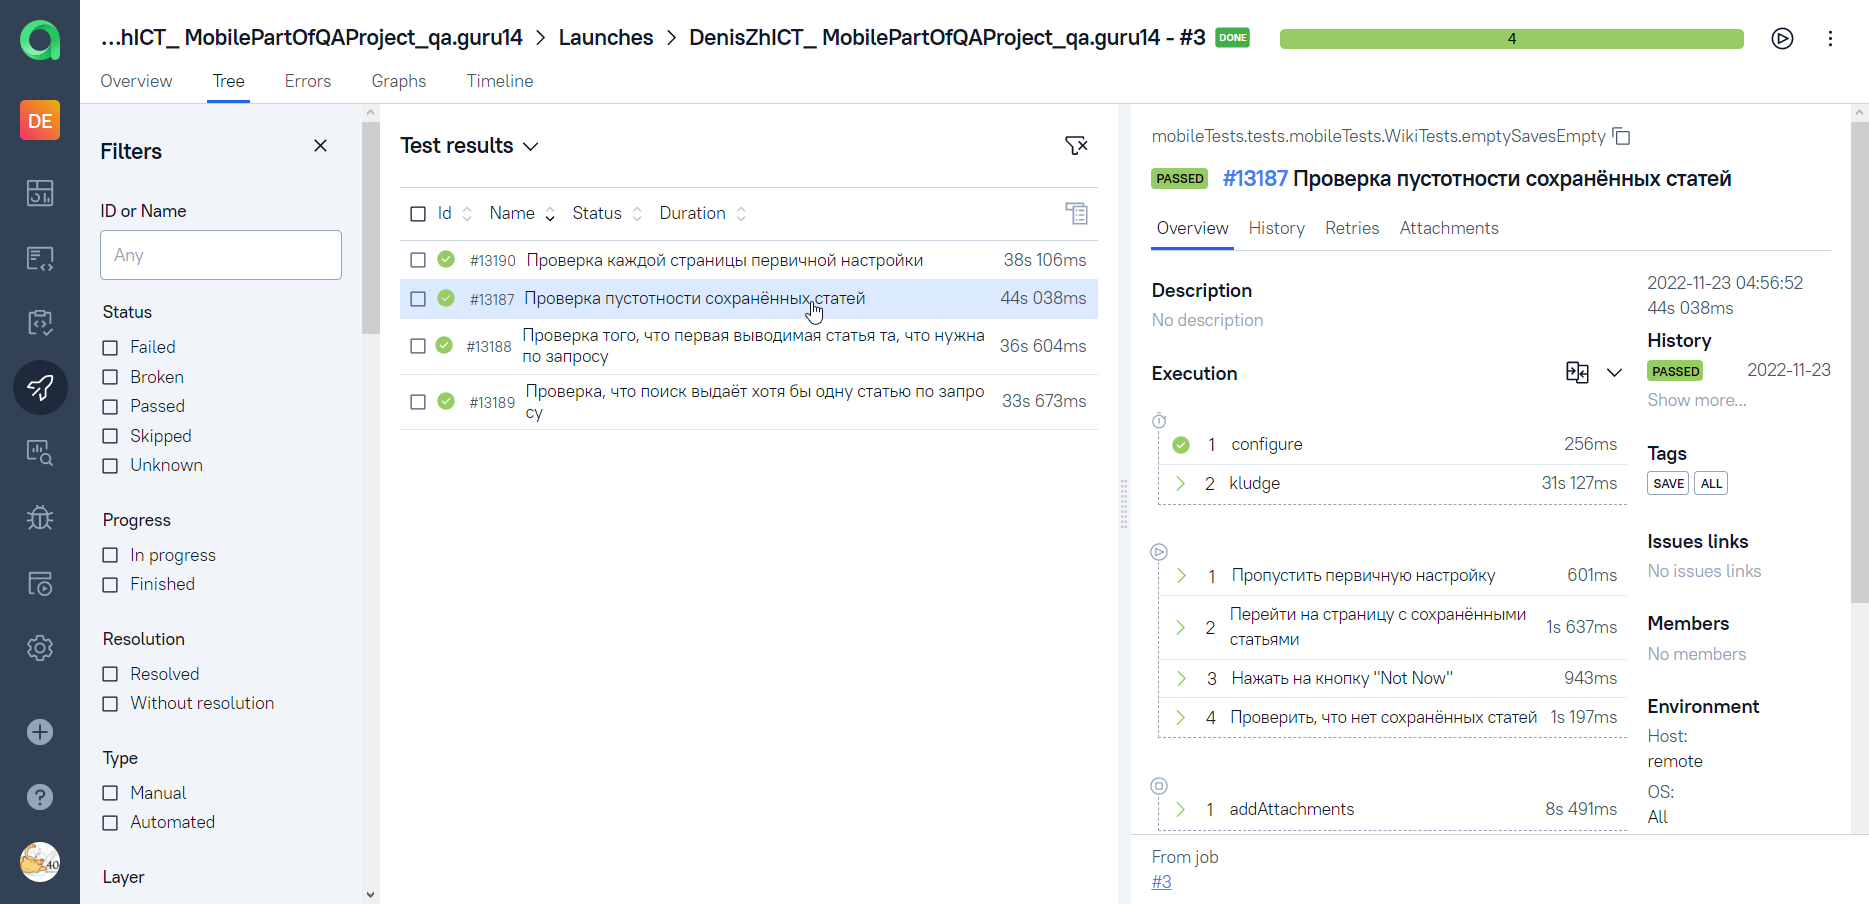 ...hICT_ MobilePartOfQAProject_qa.guru14 > Launches > DenisZhICT_ MobilePartOfQAProject_qa.guru14 - #3 DONE 4
Overview Tree Errors Graphs Timeline
DE
40
Filters
ID or Name
Any
Status
Failed
Broken
Passed
Skipped
Unknown
Progress
In progress
Finished
Resolution
Resolved
Without resolution
Type
Manual
Automated
Layer
Test results
Id Name Status Duration
#13190 Проверка каждой страницы первичной настройки 38s 106ms
#13187 Проверка пустотности сохранённых статей 44s 038ms
#13188 Проверка того, что первая выводимая статья та, что нужна 36s 604ms
по запросу
#13189 Проверка, что поиск выдаёт хотя бы одну статью по запро 33s 673ms
су
mobileTests.tests.mobileTests.WikiTests.emptySavesEmpty
PASSED #13187 Проверка пустотности сохранённых статей
Overview History Retries Attachments
Description
No description
Execution
1 configure 256ms
2 kludge 31s 127ms
1 Пропустить первичную настройку 601ms
2 Перейти на страницу с сохранёнными 1s 637ms
статьями
3 Нажать на кнопку "Not Now" 943ms
4 Проверить, что нет сохранённых статей 1s 197ms
1 addAttachments 8s 491ms
2022-11-23 04:56:52
44s 038ms
History
PASSED 2022-11-23
Show more...
Tags
SAVE ALL
Issues links
No issues links
Members
No members
Environment
Host:
remote
OS:
All
From job
#3